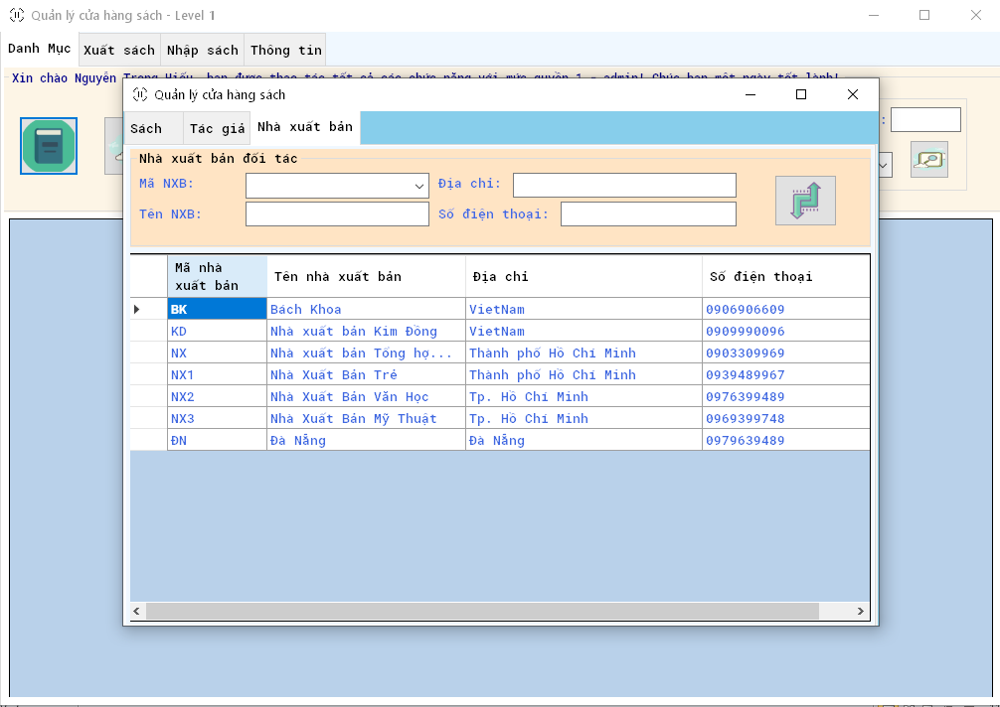 Quản lý cửa hàng sách - Level 1
Danh Mục Xuất sách Nhập sách Thông tin
Xin chào Nguyễn Trọng Hiếu, bạn được thao tác tất cả các chức năng với mức quyền 1 - admin! Chúc bạn một ngày tốt lành!
Quản lý cửa hàng sách
Sách Tác giả Nhà xuất bản
Nhà xuất bản đối tác
Mã NXB: Địa chỉ:
Tên NXB: Số điện thoại:
Mã nhà xuất bản Tên nhà xuất bản Địa chỉ Số điện thoại
BK Bách Khoa VietNam 0906906609
KD Nhà xuất bản Kim Đồng VietNam 0909990096
NX Nhà xuất bản Tổng hợ... Thành phố Hồ Chí Minh 0903309969
NX1 Nhà Xuất Bản Trẻ Thành phố Hồ Chí Minh 0939489967
NX2 Nhà Xuất Bản Văn Học Tp. Hồ Chí Minh 0976399489
NX3 Nhà Xuất Bản Mỹ Thuật Tp. Hồ Chí Minh 0969399748
ĐN Đà Nẵng Đà Nẵng 0979639489